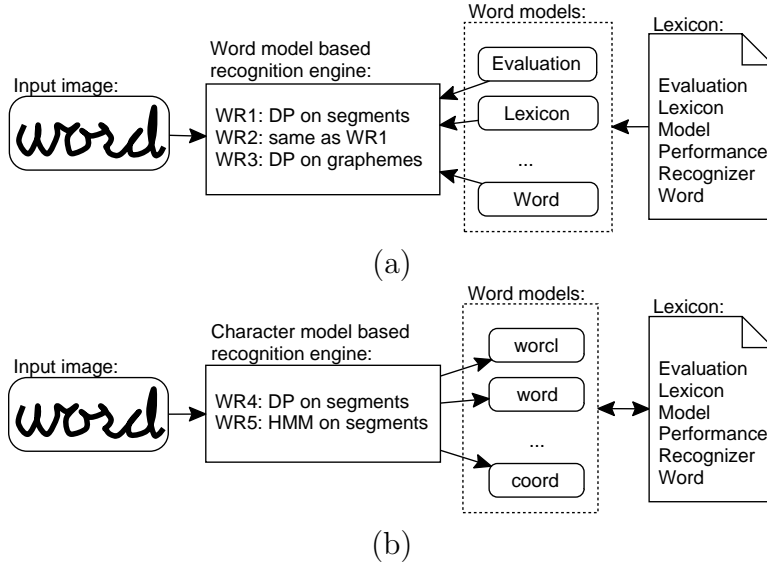 Word models:
Lexicon:
Word model based
recognition engine:
Input image:
word
WR1: DP on segments
WR2: same as WR1
WR3: DP on graphemes
Evaluation
Lexicon
...
Word
Evaluation
Lexicon
Model
Performance
Recognizer
Word
(a)
Word models:
Lexicon:
Character model based
recognition engine:
Input image:
word
WR4: DP on segments
WR5: HMM on segments
worcl
word
...
coord
Evaluation
Lexicon
Model
Performance
Recognizer
Word
(b)